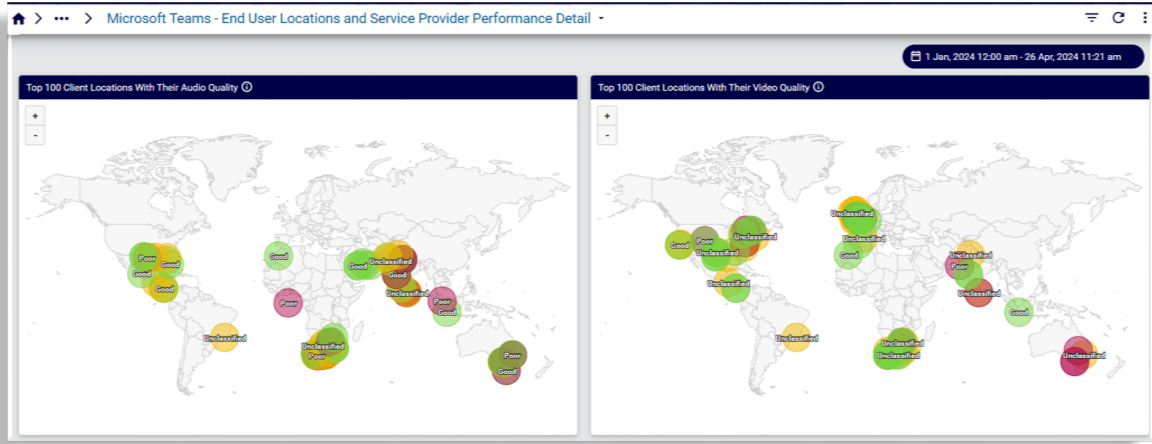 Microsoft Teams - End User Locations and Service Provider Performance Detail
1 Jan, 2024 12:00 am - 26 Apr, 2024 11:21 am
Top 100 Client Locations With Their Audio Quality
+
-
Poor
Good
Good
Good
Unclassified
Good
Poor
Good
Unclassified
Good
Unclassified
Poor
Good
Unclassified
Poor
Poor
Good
Top 100 Client Locations With Their Video Quality
+
-
Unclassified
Unclassified
Good
Good
Poor
Unclassified
Unclassified
Unclassified
Unclassified
Unclassified
Poor
Unclassified
Good
Unclassified
Unclassified
Unclassified